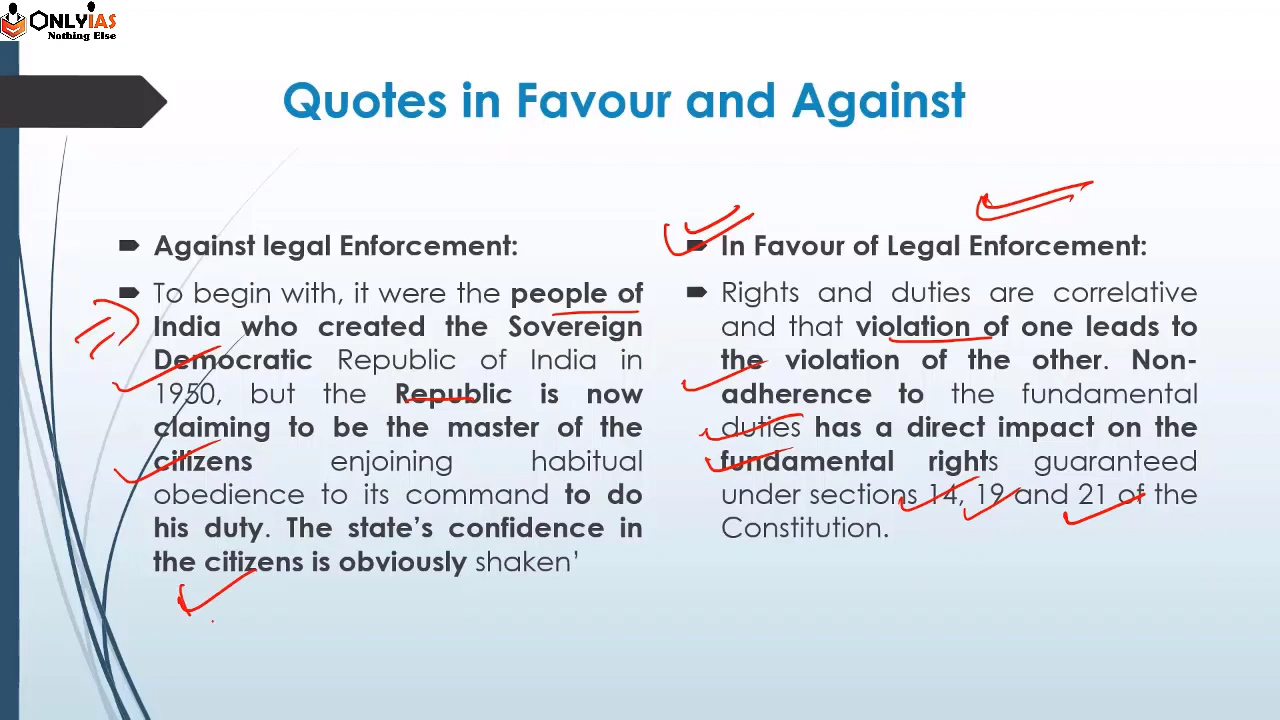 ONLYIAS
Nothing Else
Quotes in Favour and Against
Against legal Enforcement:
To begin with, it were the people of
India who created the Sovereign
Democratic Republic of India in
1950, but the Republic is now
claiming to be the master of the
citizens enjoining habitual
obedience to its command to do
his duty. The state's confidence in
the citizens is obviously shaken’
In Favour of Legal Enforcement:
Rights and duties are correlative
and that violation of one leads to
the violation of the other. Non-
adherence to the fundamental
duties has a direct impact on the
fundamental rights guaranteed
under sections 14, 19 and 21 of the
Constitution.